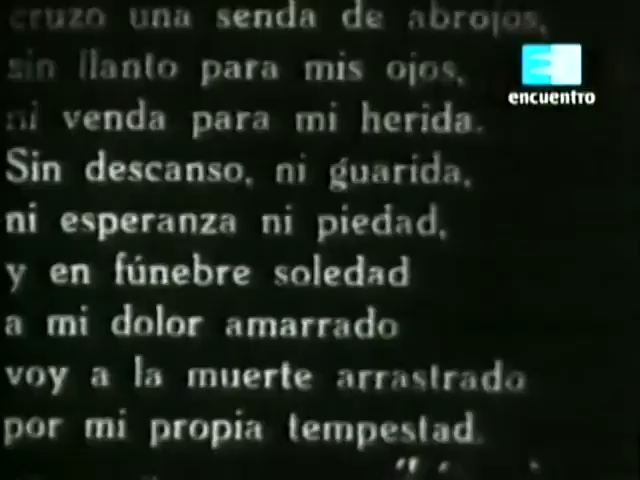 cruzo una senda de abrojos,
sin llanto para mis ojos,
ni venda para mi herida.
Sin descanso, ni guarida,
ni esperanza ni piedad,
y en fúnebre soledad
a mi dolor amarrado
voy a la muerte arrastrado
por mi propia tempestad.
encuentro